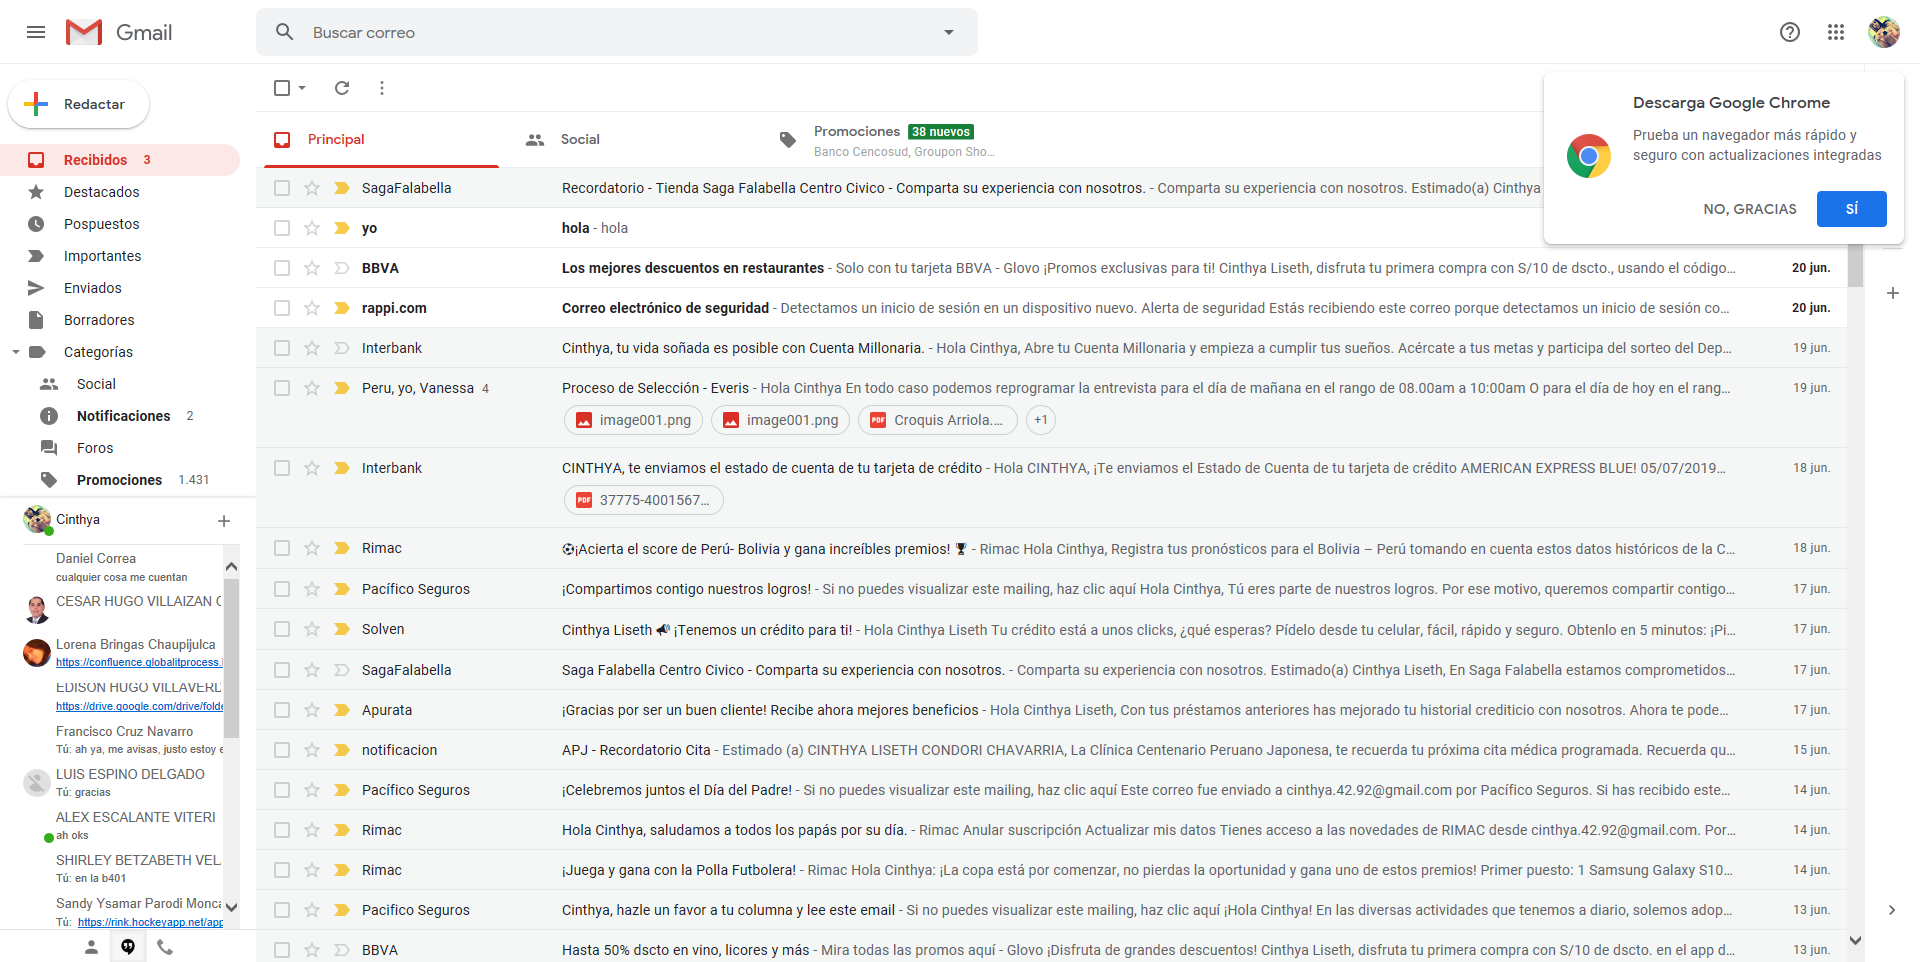 Gmail
Buscar correo
Redactar
Recibidos 3
Destacados
Pospuestos
Importantes
Enviados
Borradores
Categorías
Social
Notificaciones 2
Foros
Promociones 1.431
Cinthya
Daniel Correa
cualquier cosa me cuentan
CESAR HUGO VILLAIZAN
Lorena Bringas Chaupijulca
https://confluence.globalitprocess.
EDISON HUGO VILLAVERD
https://drive.google.com/drive/folde
Francisco Cruz Navarro
Tú: ah ya, me avisas, justo estoy e
LUIS ESPINO DELGADO
Tú: gracias
ALEX ESCALANTE VITERI
ah oks
SHIRLEY BETZABETH VEL
Tú: en la b401
Sandy Ysamar Parodi Monca
Tú: https://rink.hockeyapp.net/app
Principal
Social
Promociones 38 nuevos
Banco Cencosud, Groupon Sho...
Descarga Google Chrome
Prueba un navegador más rápido y
seguro con actualizaciones integradas
NO, GRACIAS SÍ
SagaFalabella Recordatorio - Tienda Saga Falabella Centro Civico - Comparta su experiencia con nosotros. - Comparta su experiencia con nosotros. Estimado(a) Cinthya
yo hola - hola
BBVA Los mejores descuentos en restaurantes - Solo con tu tarjeta BBVA - Glovo ¡Promos exclusivas para ti! Cinthya Liseth, disfruta tu primera compra con S/10 de dscto., usando el código... 20 jun.
rappi.com Correo electrónico de seguridad - Detectamos un inicio de sesión en un dispositivo nuevo. Alerta de seguridad Estás recibiendo este correo porque detectamos un inicio de sesión co... 20 jun.
Interbank Cinthya, tu vida soñada es posible con Cuenta Millonaria. - Hola Cinthya, Abre tu Cuenta Millonaria y empieza a cumplir tus sueños. Acércate a tus metas y participa del sorteo del Dep... 19 jun.
Peru, yo, Vanessa 4 Proceso de Selección - Everis - Hola Cinthya En todo caso podemos reprogramar la entrevista para el día de mañana en el rango de 08.00am a 10:00am O para el día de hoy en el rang... 19 jun.
image001.png image001.png PDF Croquis Arriola.... +1
Interbank CINTHYA, te enviamos el estado de cuenta de tu tarjeta de crédito - Hola CINTHYA, ¡Te enviamos el Estado de Cuenta de tu tarjeta de crédito AMERICAN EXPRESS BLUE! 05/07/2019... 18 jun.
PDF 37775-4001567...
Rimac ⚽¡Acierta el score de Perú- Bolivia y gana increíbles premios! 🏆 - Rimac Hola Cinthya, Registra tus pronósticos para el Bolivia – Perú tomando en cuenta estos datos históricos de la C... 18 jun.
Pacífico Seguros ¡Compartimos contigo nuestros logros! - Si no puedes visualizar este mailing, haz clic aquí Hola Cinthya, Tú eres parte de nuestros logros. Por ese motivo, queremos compartir contigo... 17 jun.
Solven Cinthya Liseth 📣 ¡Tenemos un crédito para ti! - Hola Cinthya Liseth Tu crédito está a unos clicks, ¿qué esperas? Pídelo desde tu celular, fácil, rápido y seguro. Obtenlo en 5 minutos: ¡Pi... 17 jun.
SagaFalabella Saga Falabella Centro Civico - Comparta su experiencia con nosotros. - Comparta su experiencia con nosotros. Estimado(a) Cinthya Liseth, En Saga Falabella estamos comprometidos... 17 jun.
Apurata ¡Gracias por ser un buen cliente! Recibe ahora mejores beneficios - Hola Cinthya Liseth, Con tus préstamos anteriores has mejorado tu historial crediticio con nosotros. Ahora te pode... 17 jun.
notificacion APJ - Recordatorio Cita - Estimado (a) CINTHYA LISETH CONDORI CHAVARRIA, La Clínica Centenario Peruano Japonesa, te recuerda tu próxima cita médica programada. Recuerda qu... 15 jun.
Pacífico Seguros ¡Celebremos juntos el Día del Padre! - Si no puedes visualizar este mailing, haz clic aquí Este correo fue enviado a cinthya.42.92@gmail.com por Pacífico Seguros. Si has recibido este... 14 jun.
Rimac Hola Cinthya, saludamos a todos los papás por su día. - Rimac Anular suscripción Actualizar mis datos Tienes acceso a las novedades de RIMAC desde cinthya.42.92@gmail.com. Por... 14 jun.
Rimac ¡Juega y gana con la Polla Futbolera! - Rimac Hola Cinthya: ¡La copa está por comenzar, no pierdas la oportunidad y gana uno de estos premios! Primer puesto: 1 Samsung Galaxy S10... 14 jun.
Pacifico Seguros Cinthya, hazle un favor a tu columna y lee este email - Si no puedes visualizar este mailing, haz clic aquí ¡Hola Cinthya! En las diversas actividades que tenemos a diario, solemos adop... 13 jun.
BBVA Hasta 50% dscto en vino, licores y más - Mira todas las promos aquí - Glovo ¡Disfruta de grandes descuentos! Cinthya Liseth, disfruta tu primera compra con S/10 de dscto. en el app d... 13 jun.